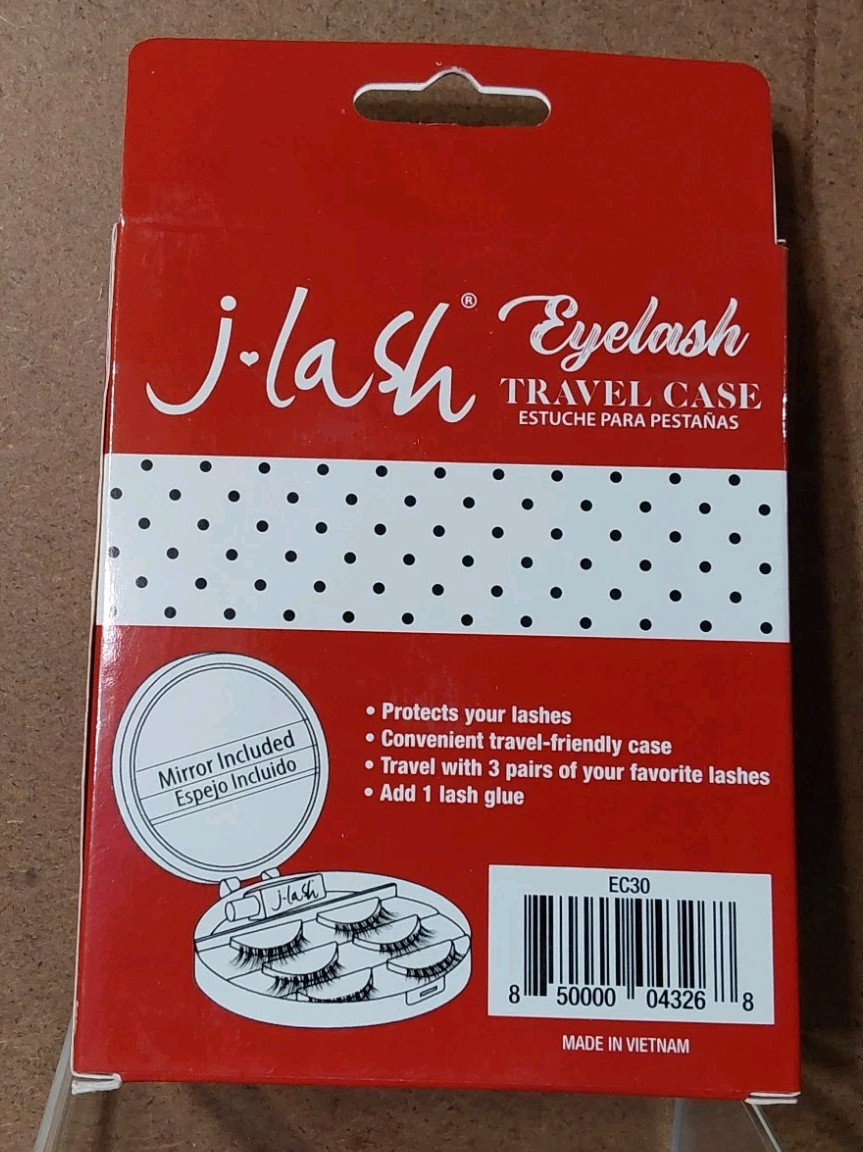 j·lash®
Eyelash
TRAVEL CASE
ESTUCHE PARA PESTAÑAS
Mirror Included
Espejo Incluido
• Protects your lashes
• Convenient travel-friendly case
• Travel with 3 pairs of your favorite lashes
• Add 1 lash glue
j·lash
EC30
8 50000 04326 8
MADE IN VIETNAM